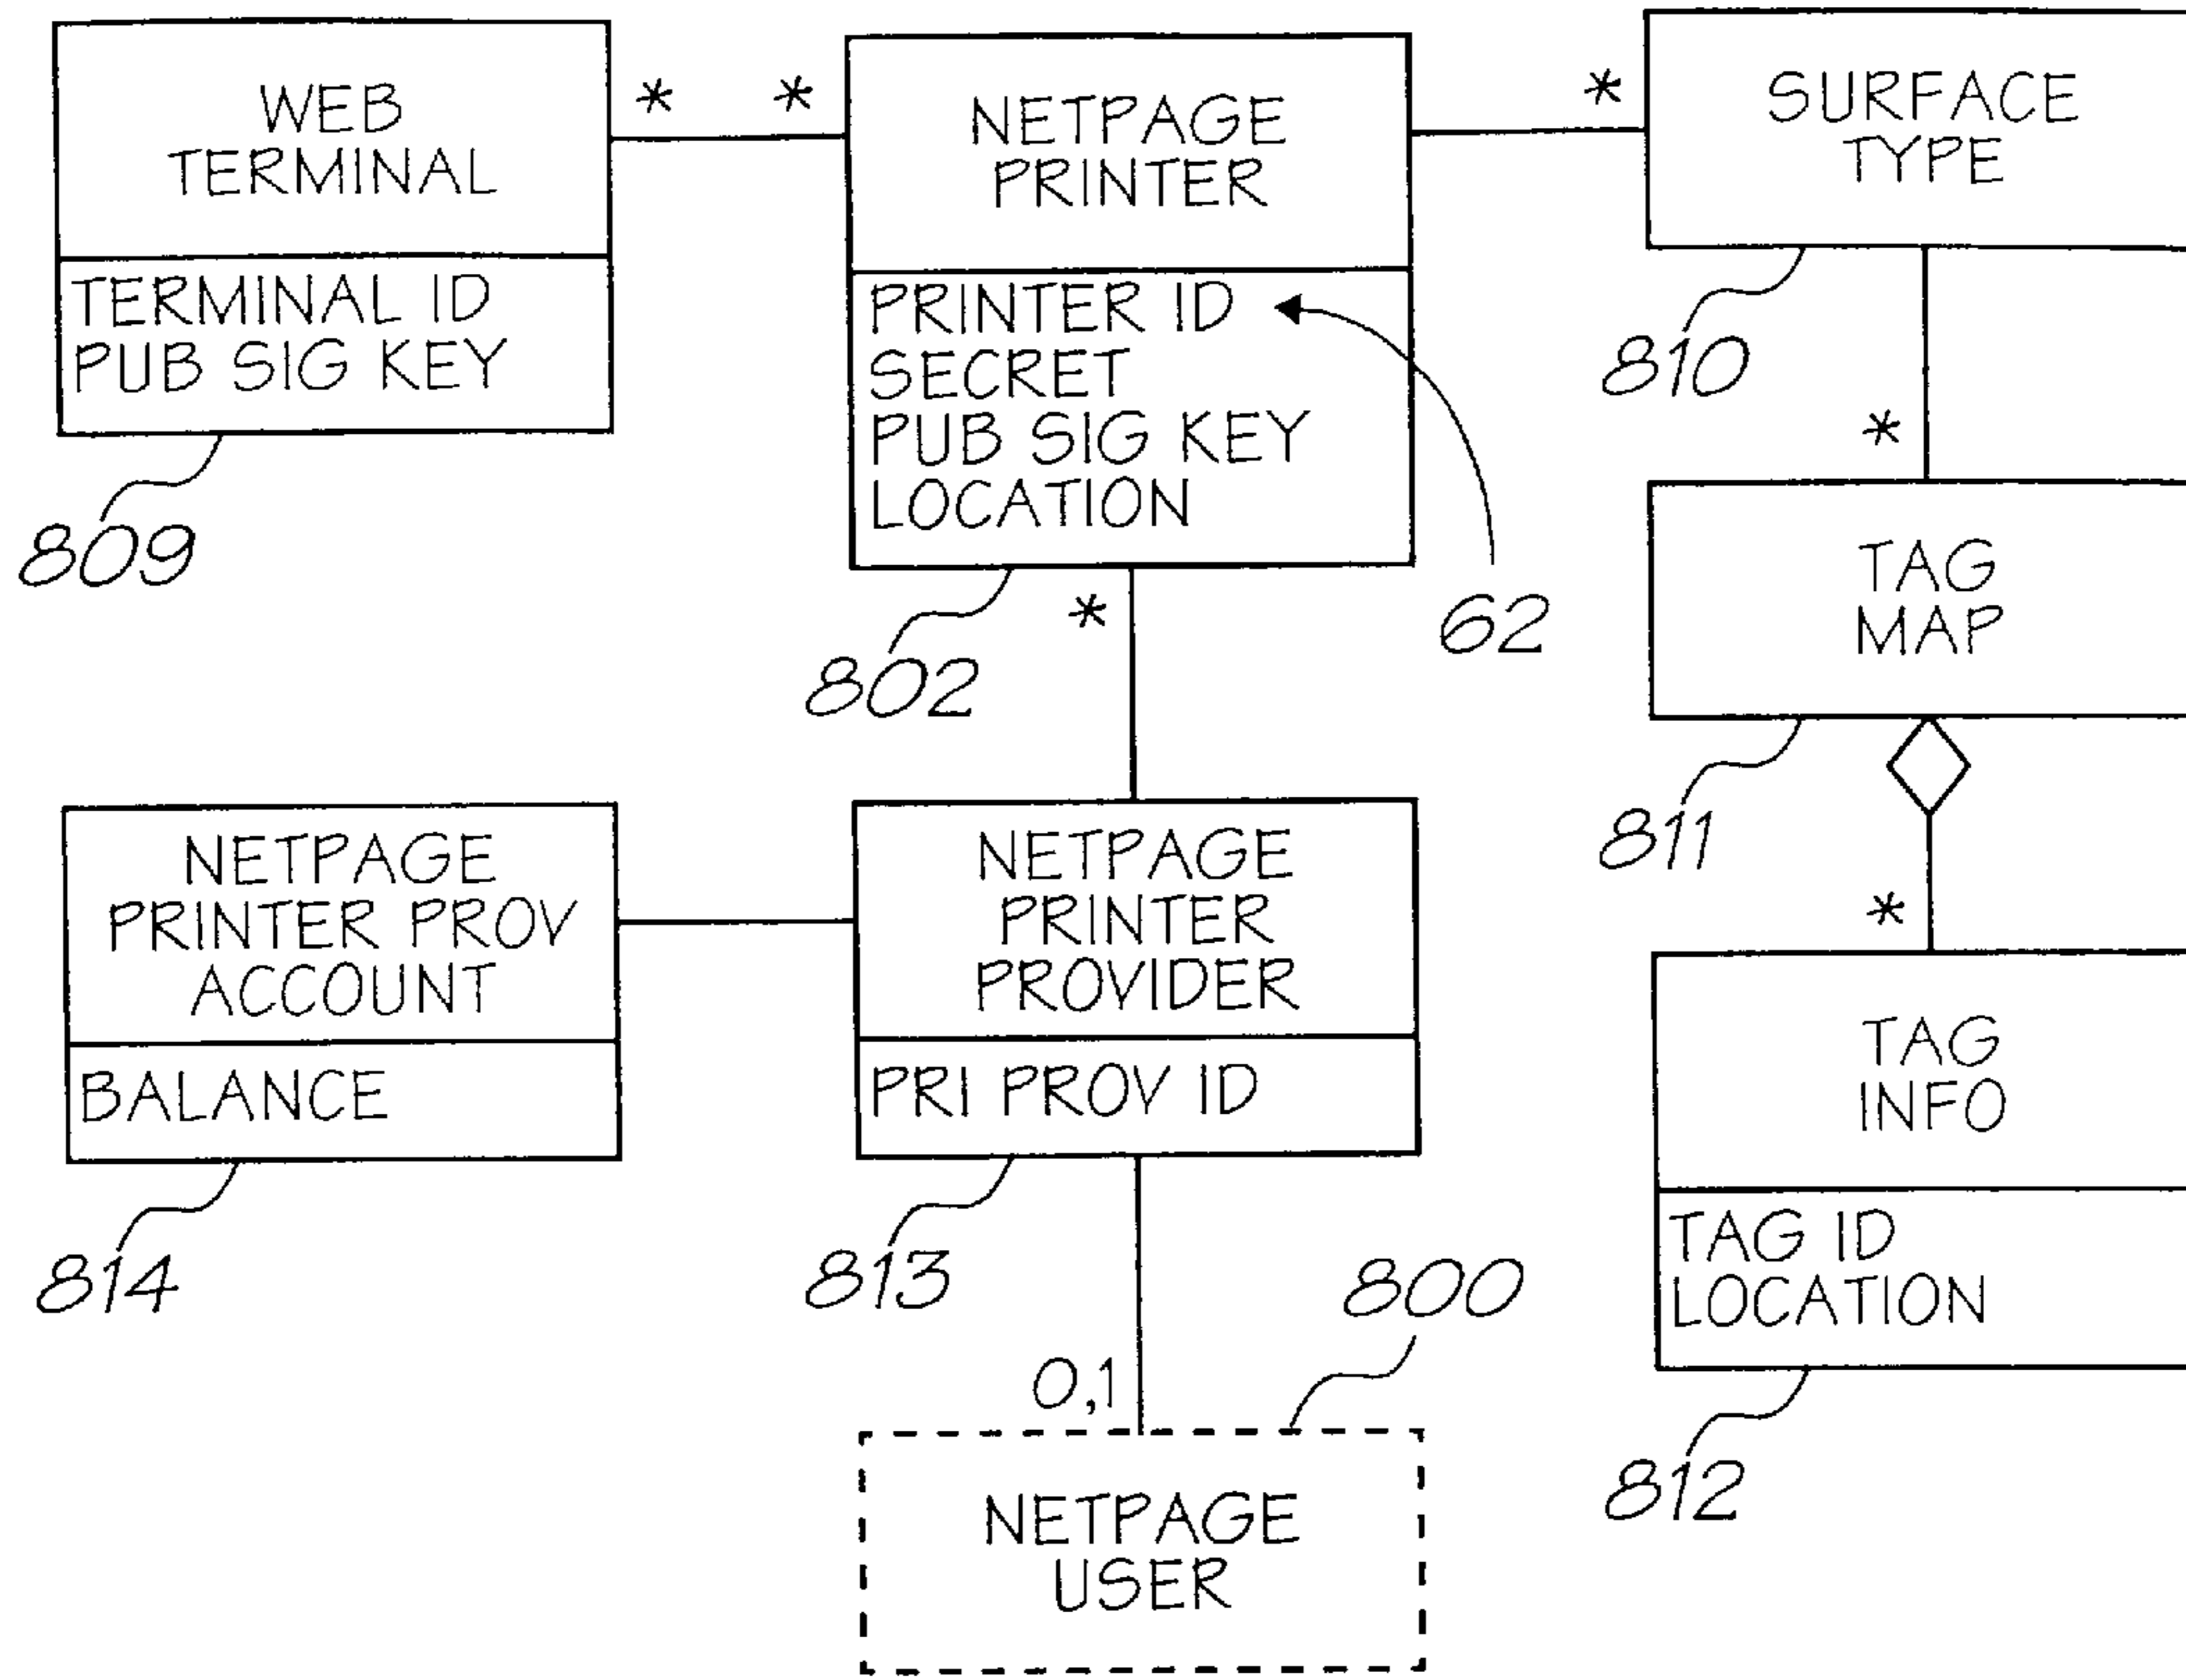 WEB
TERMINAL
TERMINAL ID
PUB SIG KEY
809
*
*
NETPAGE
PRINTER
PRINTER ID
SECRET
PUB SIG KEY
LOCATION
62
802
*
*
SURFACE
TYPE
810
*
TAG
MAP
811
*
TAG
INFO
TAG ID
LOCATION
812
NETPAGE
PRINTER PROV
ACCOUNT
BALANCE
814
NETPAGE
PRINTER
PROVIDER
PRI PROV ID
813
0,1
800
NETPAGE
USER